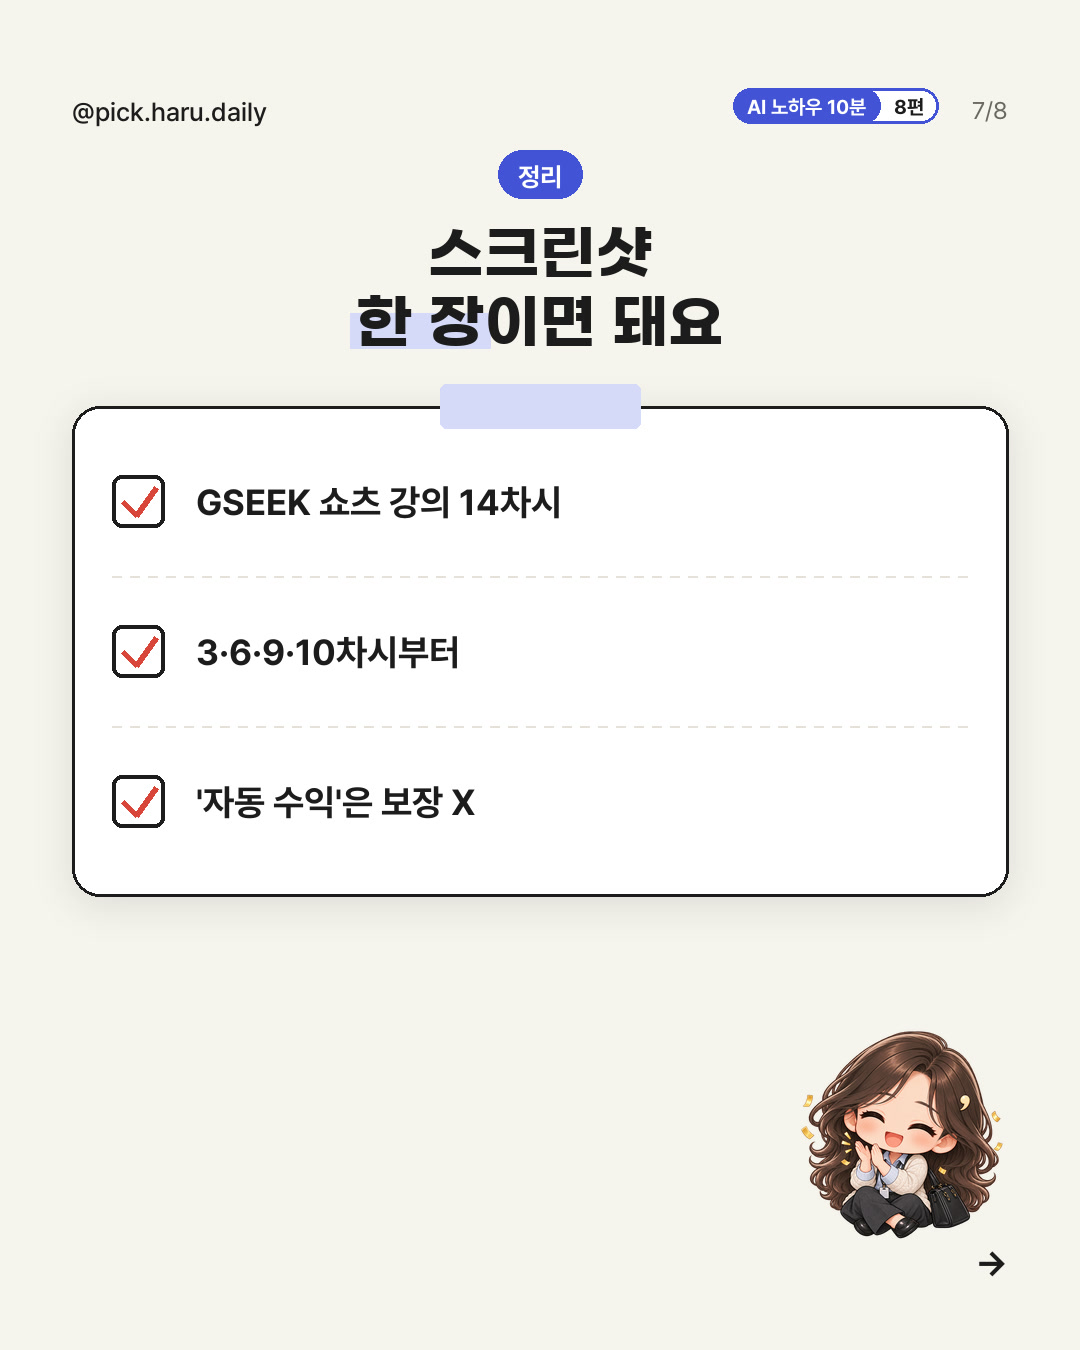 @pick.haru.daily
AI 노하우 10분 8편
7/8
정리
스크린샷
한 장이면 돼요
GSEEK 쇼츠 강의 14차시
3·6·9·10차시부터
'자동 수익'은 보장 X
→